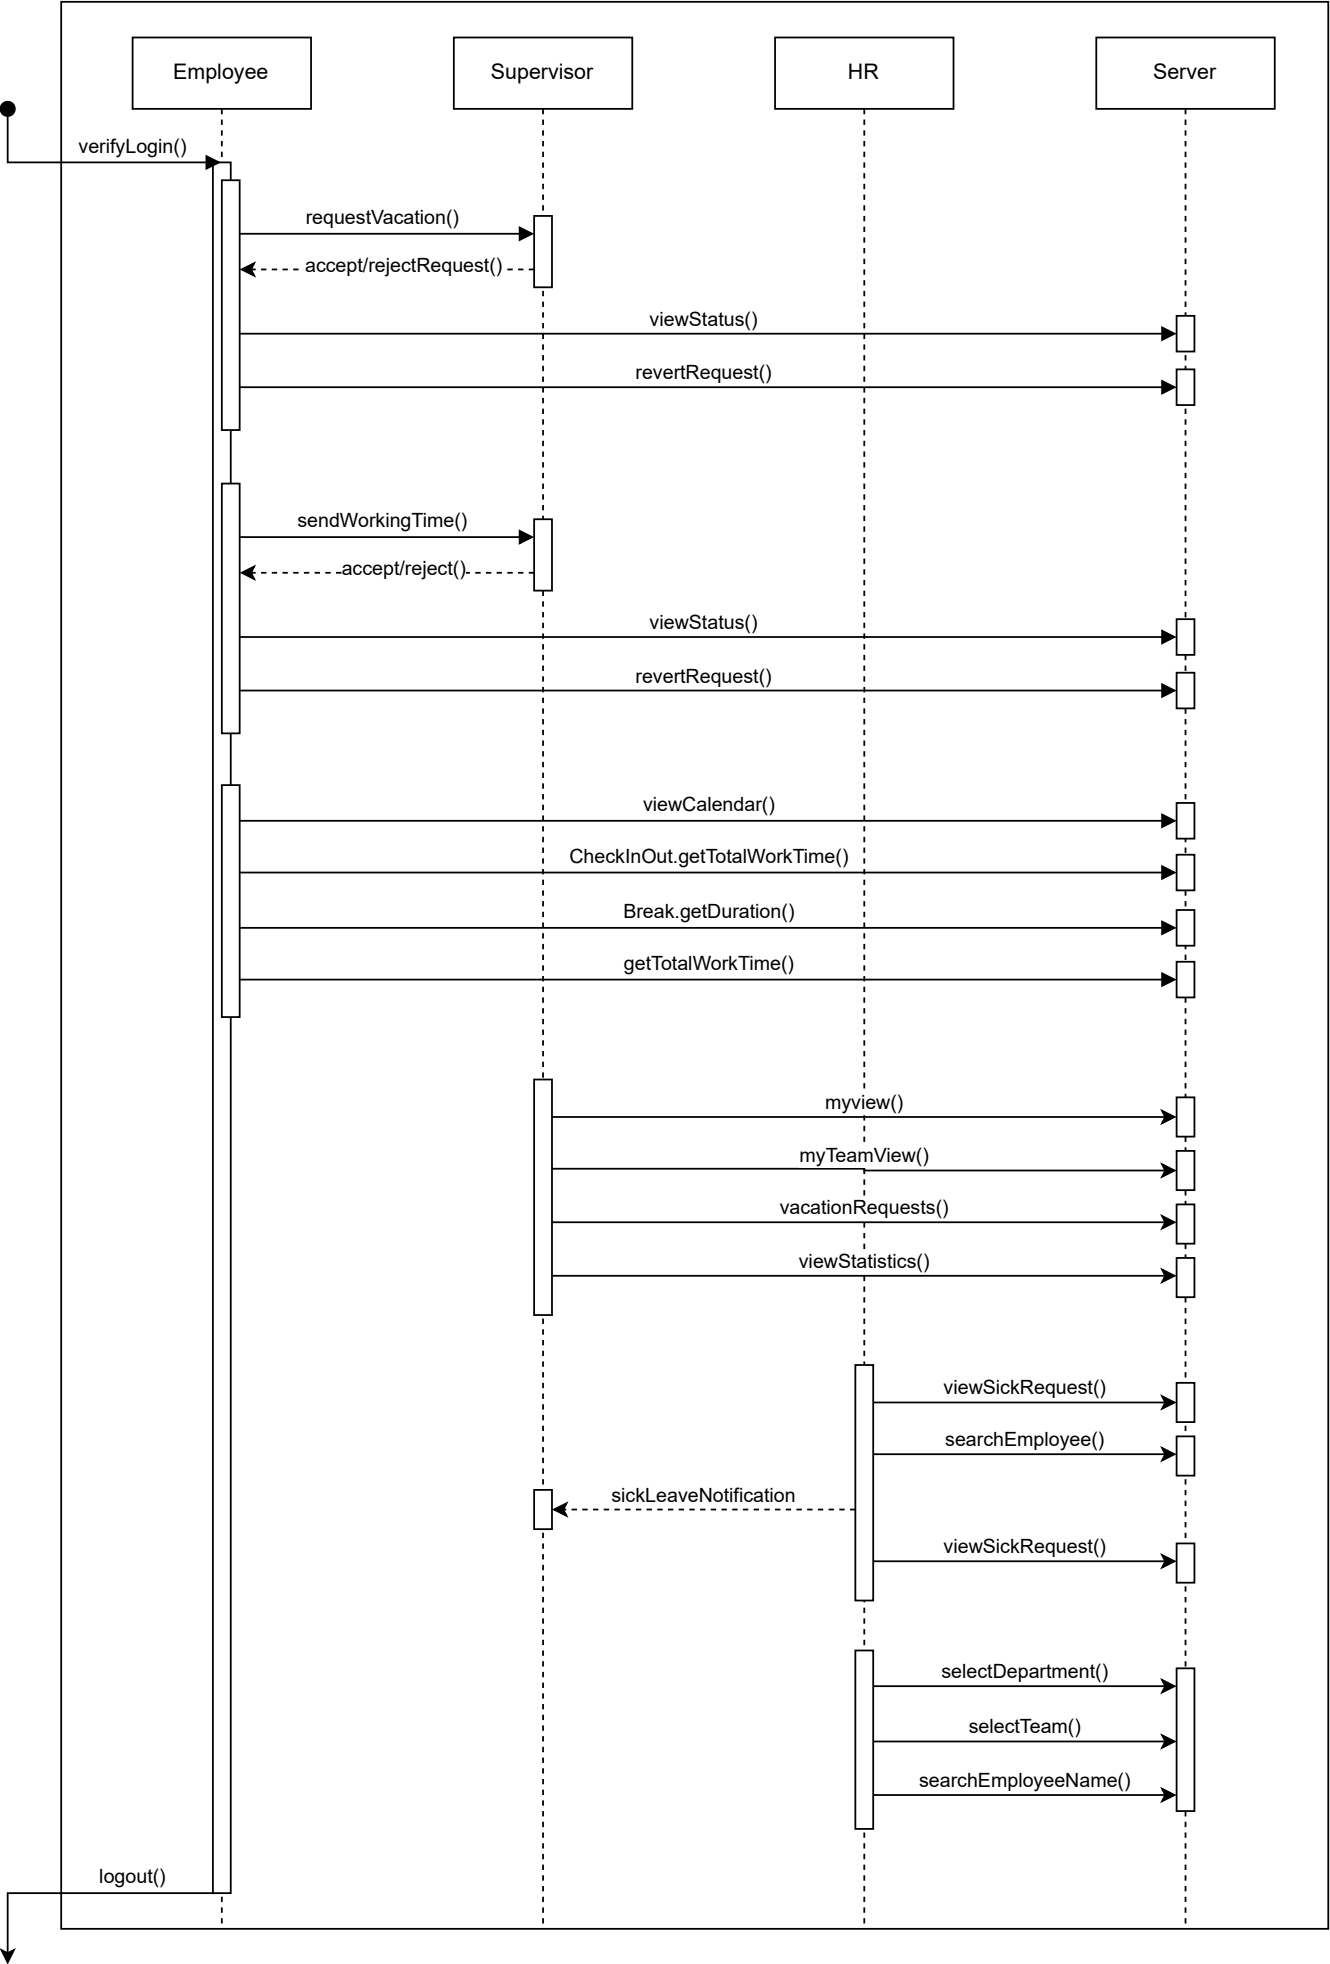 Employee
Supervisor
HR
Server
verifyLogin()
requestVacation()
accept/rejectRequest()
viewStatus()
revertRequest()
sendWorkingTime()
accept/reject()
viewStatus()
revertRequest()
viewCalendar()
CheckInOut.getTotalWorkTime()
Break.getDuration()
getTotalWorkTime()
myview()
myTeamView()
vacationRequests()
viewStatistics()
viewSickRequest()
searchEmployee()
sickLeaveNotification
viewSickRequest()
selectDepartment()
selectTeam()
searchEmployeeName()
logout()